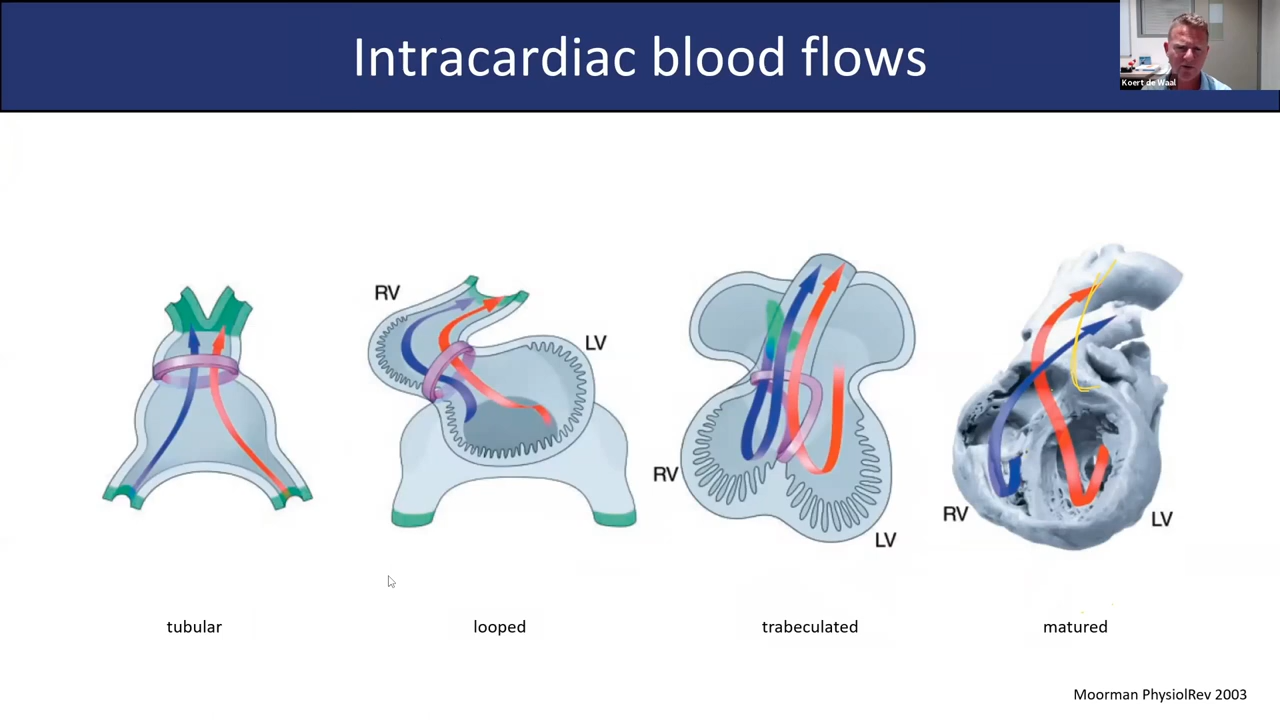 Intracardiac blood flows
Koert de Waal
RV
LV
RV
LV
RV
LV
tubular
looped
trabeculated
matured
Moorman PhysiolRev 2003